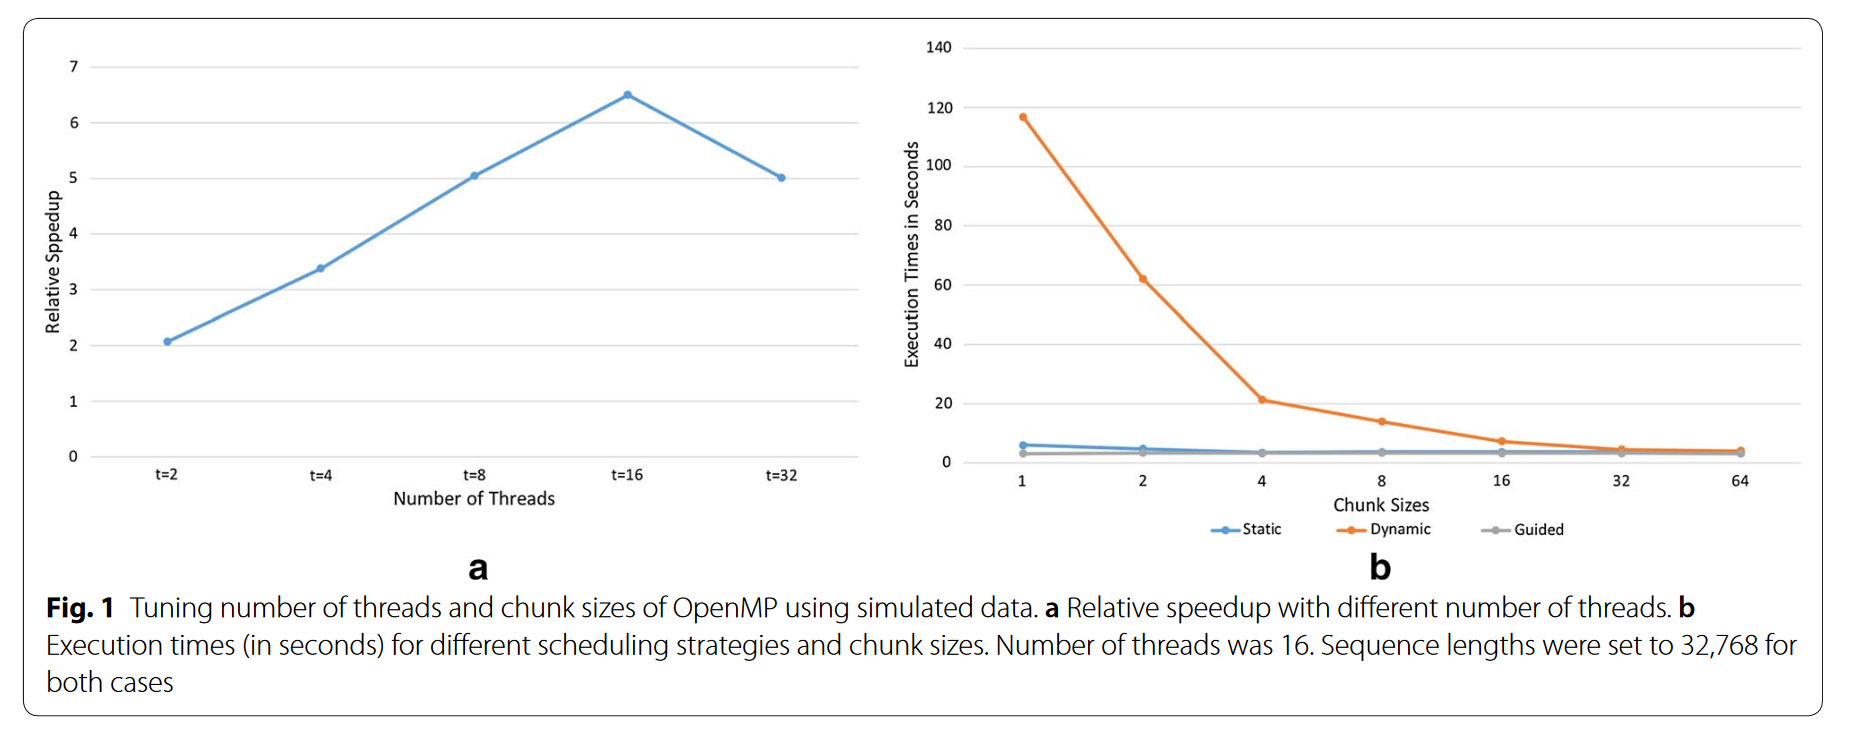 7
6
5
4
3
2
1
0
Relative Sppedup
t=2 t=4 t=8 t=16 t=32
Number of Threads
a
140
120
100
80
60
40
20
0
Execution Times in Seconds
1 2 4 8 16 32 64
Chunk Sizes
Static Dynamic Guided
b
Fig. 1 Tuning number of threads and chunk sizes of OpenMP using simulated data. a Relative speedup with different number of threads. b
Execution times (in seconds) for different scheduling strategies and chunk sizes. Number of threads was 16. Sequence lengths were set to 32,768 for
both cases